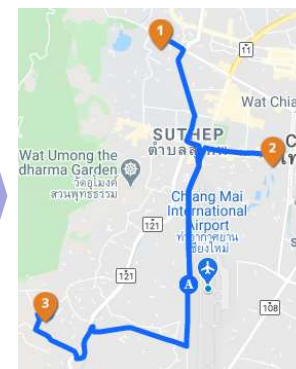 1
11
Wat Chia
SUTHEP
ตำบลสุเทพ
2
C
Wat Umong the
dharma Garden
วัดอุโมงค์
สวนพุทธธรรม
121
Chiang Mai
International
Airport
ท่าอากาศยาน
เชียงใหม่
121
A
3
108